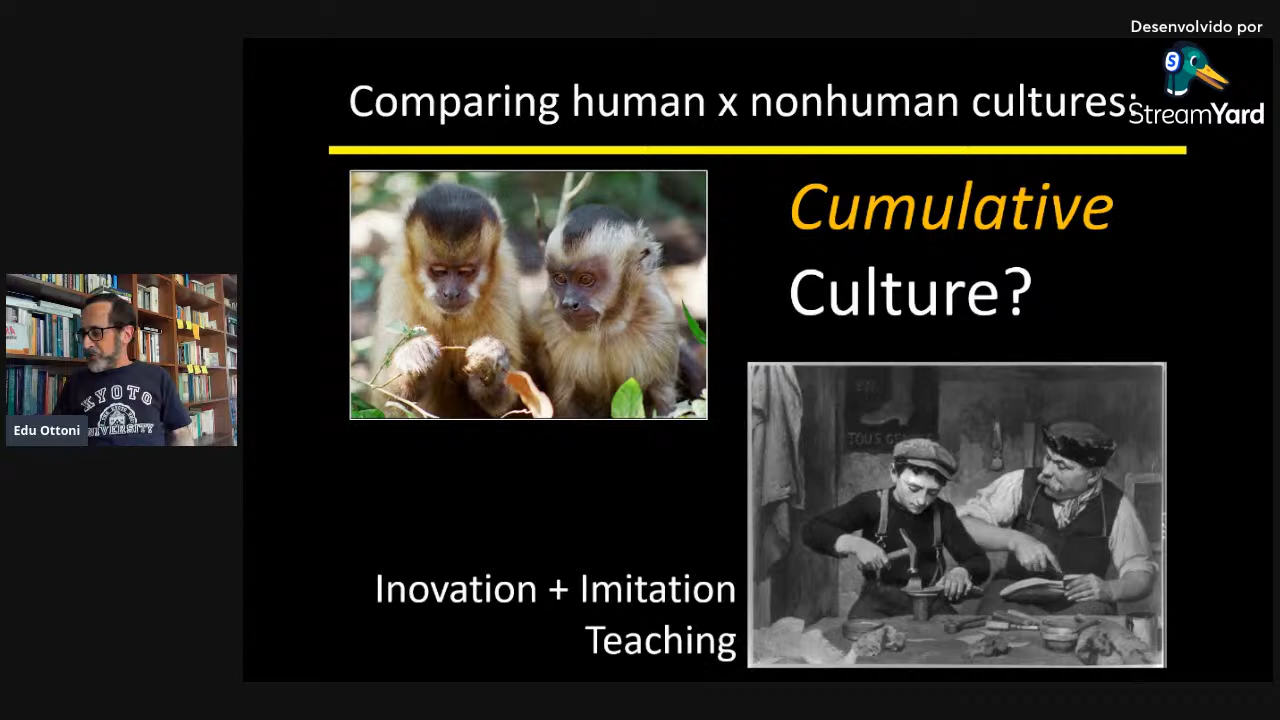 Desenvolvido por
StreamYard
Comparing human x nonhuman cultures:
Cumulative
Culture?
KYOTO
UNIVERSITY
Edu Ottoni
Inovation + Imitation
Teaching